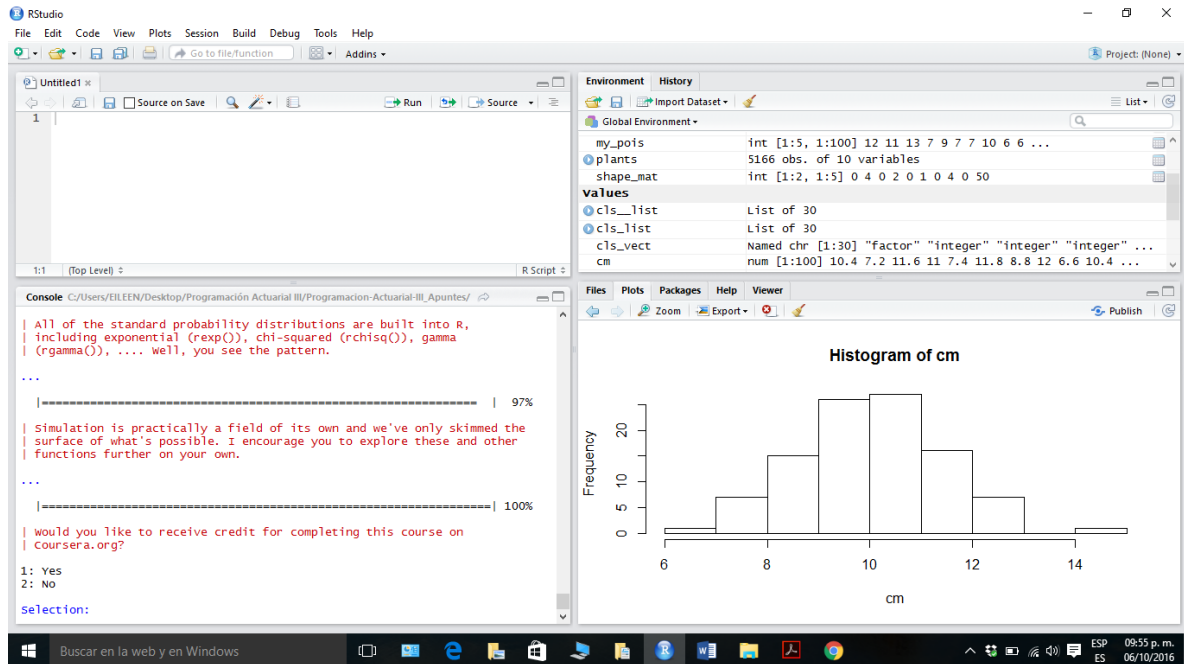 RStudio
File Edit Code View Plots Session Build Debug Tools Help
Go to file/function Addins
Project: (None)
Untitled1
Source on Save Run Source
1
1:1 (Top Level) R Script
Console C:/Users/EILEEN/Desktop/Programación Actuarial III/Programacion-Actuarial-III_Apuntes/
| All of the standard probability distributions are built into R,
| including exponential (rexp()), chi-squared (rchisq()), gamma
| (rgamma()), .... Well, you see the pattern.
...
|================================================================ | 97%
| Simulation is practically a field of its own and we've only skimmed the
| surface of what's possible. I encourage you to explore these and other
| functions further on your own.
...
|==================================================================| 100%
| Would you like to receive credit for completing this course on
| Coursera.org?
1: Yes
2: No
Selection:
Environment History
Import Dataset List
Global Environment
my_pois int [1:5, 1:100] 12 11 13 7 9 7 7 10 6 6 ...
plants 5166 obs. of 10 variables
shape_mat int [1:2, 1:5] 0 4 0 2 0 1 0 4 0 50
Values
cls__list List of 30
cls_list List of 30
cls_vect Named chr [1:30] "factor" "integer" "integer" "integer" ...
cm num [1:100] 10.4 7.2 11.6 11 7.4 11.8 8.8 12 6.6 10.4 ...
Files Plots Packages Help Viewer
Zoom Export Publish
Histogram of cm
Frequency
20
10
5
0
6 8 10 12 14
cm
Buscar en la web y en Windows
ESP 09:55 p. m.
ES 06/10/2016